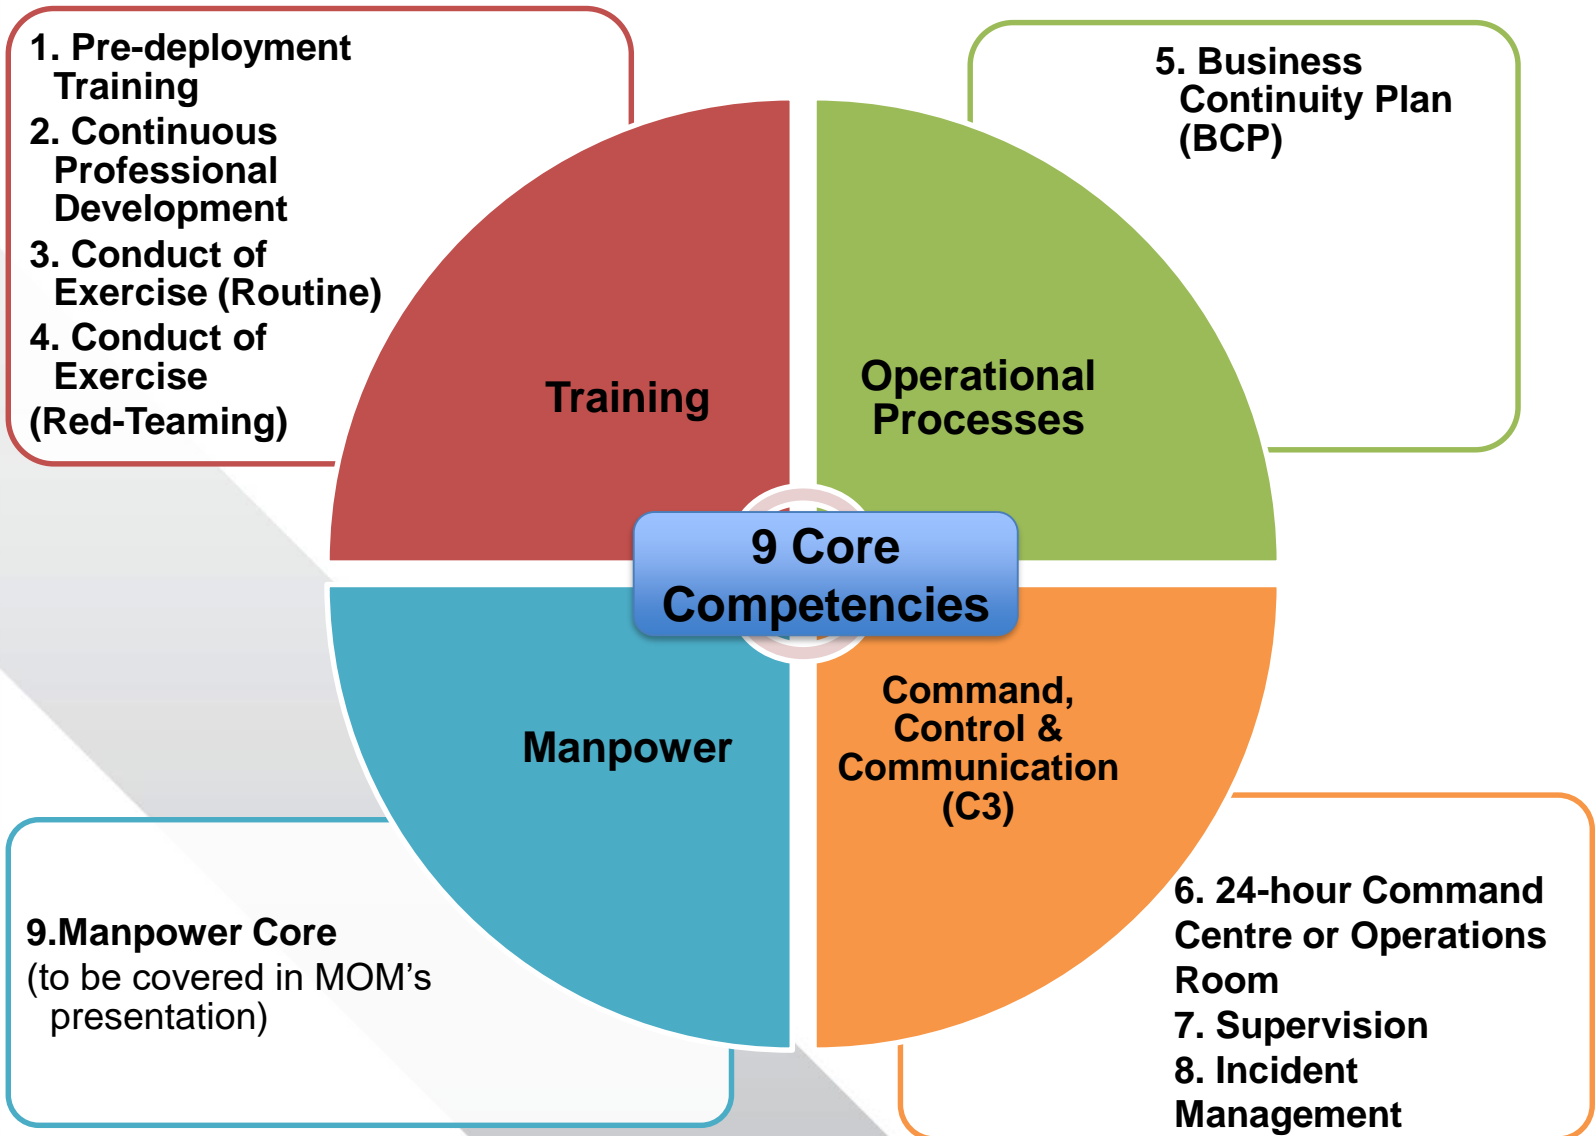 1. Pre-deployment
Training
2. Continuous
Professional
Development
3. Conduct of
Exercise (Routine)
4. Conduct of
Exercise
(Red-Teaming)
5. Business
Continuity Plan
(BCP)
Training
Operational
Processes
9 Core
Competencies
Manpower
Command,
Control &
Communication
(C3)
9.Manpower Core
(to be covered in MOM’s
presentation)
6. 24-hour Command
Centre or Operations
Room
7. Supervision
8. Incident
Management